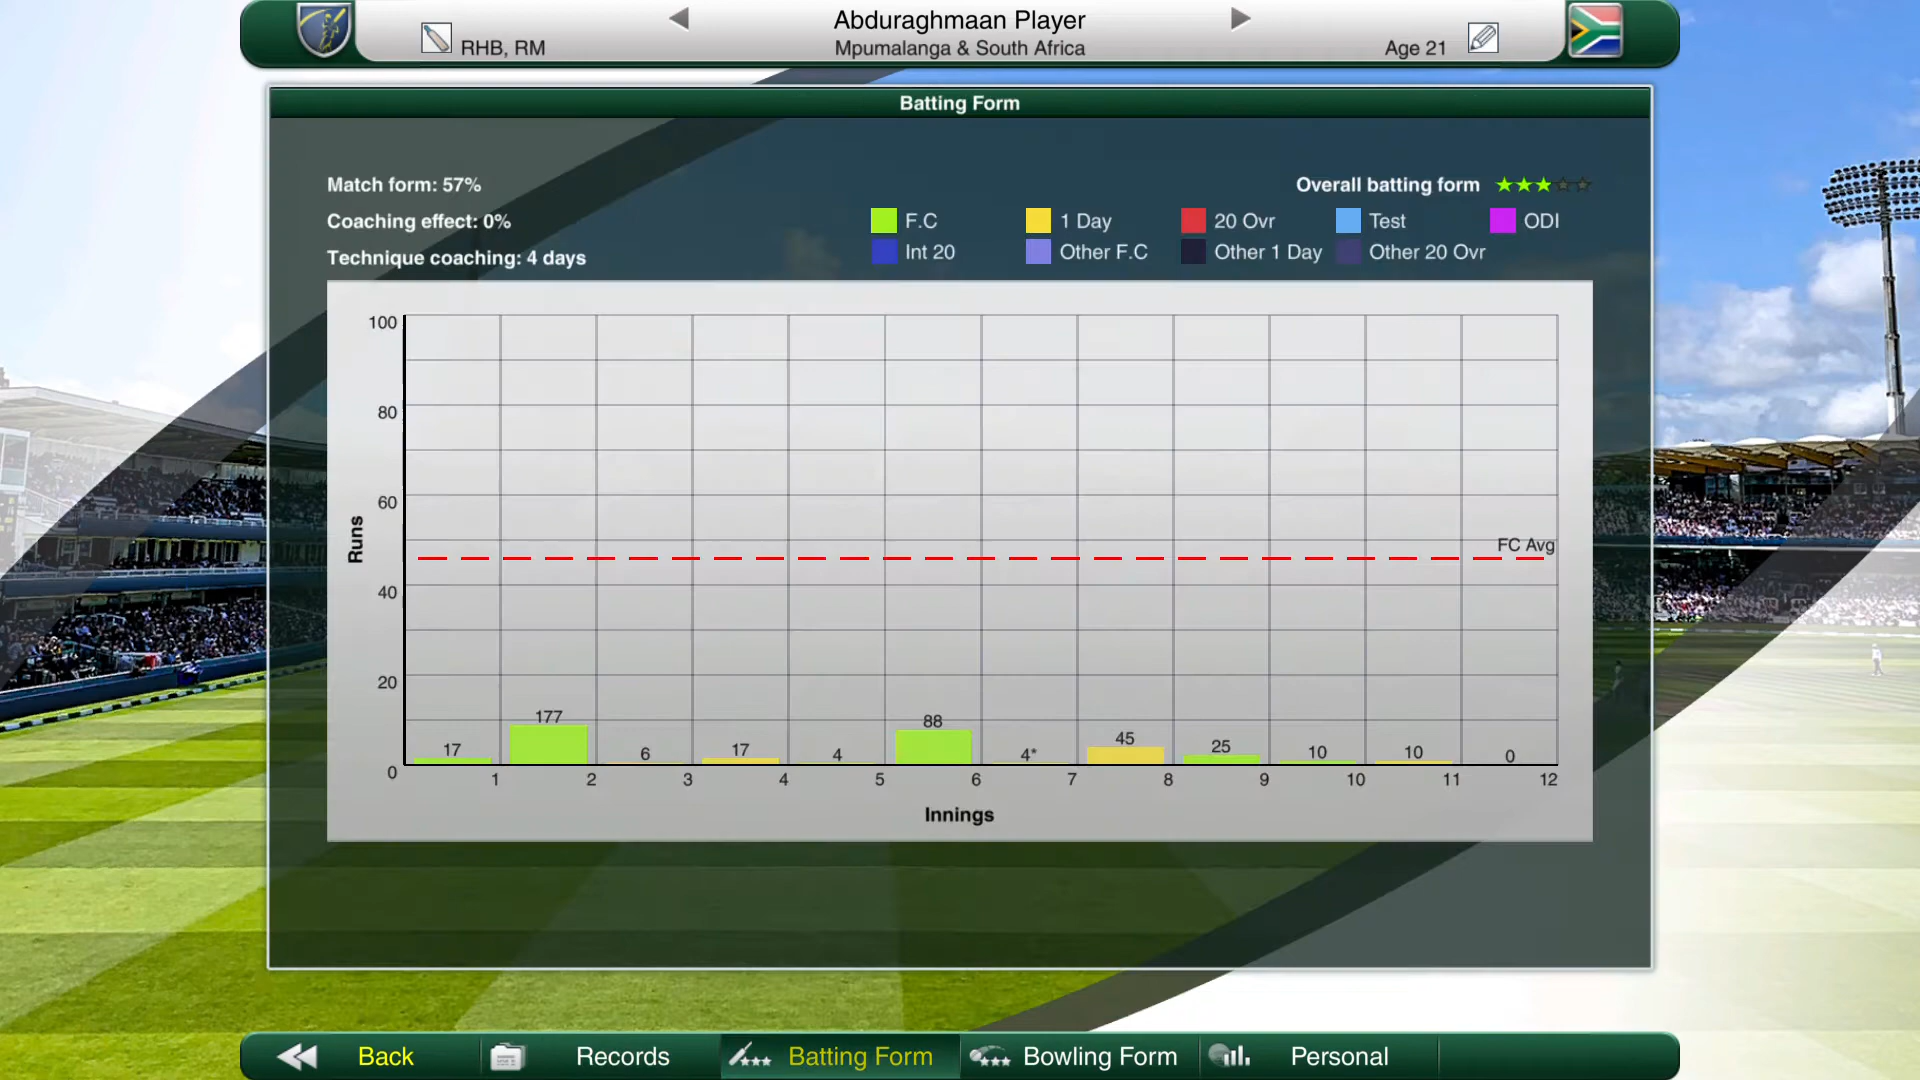 Abduraghmaan Player
RHB, RM
Mpumalanga & South Africa
Age 21
Batting Form
Match form: 57%
Overall batting form
Coaching effect: 0%
F.C
1 Day
20 Ovr
Test
ODI
Technique coaching: 4 days
Int 20
Other F.C
Other 1 Day
Other 20 Ovr
100
80
60
40
20
0
Runs
FC Avg
17
177
6
17
4
88
4*
45
25
10
10
0
1
2
3
4
5
6
7
8
9
10
11
12
Innings
Back
Records
Batting Form
Bowling Form
Personal